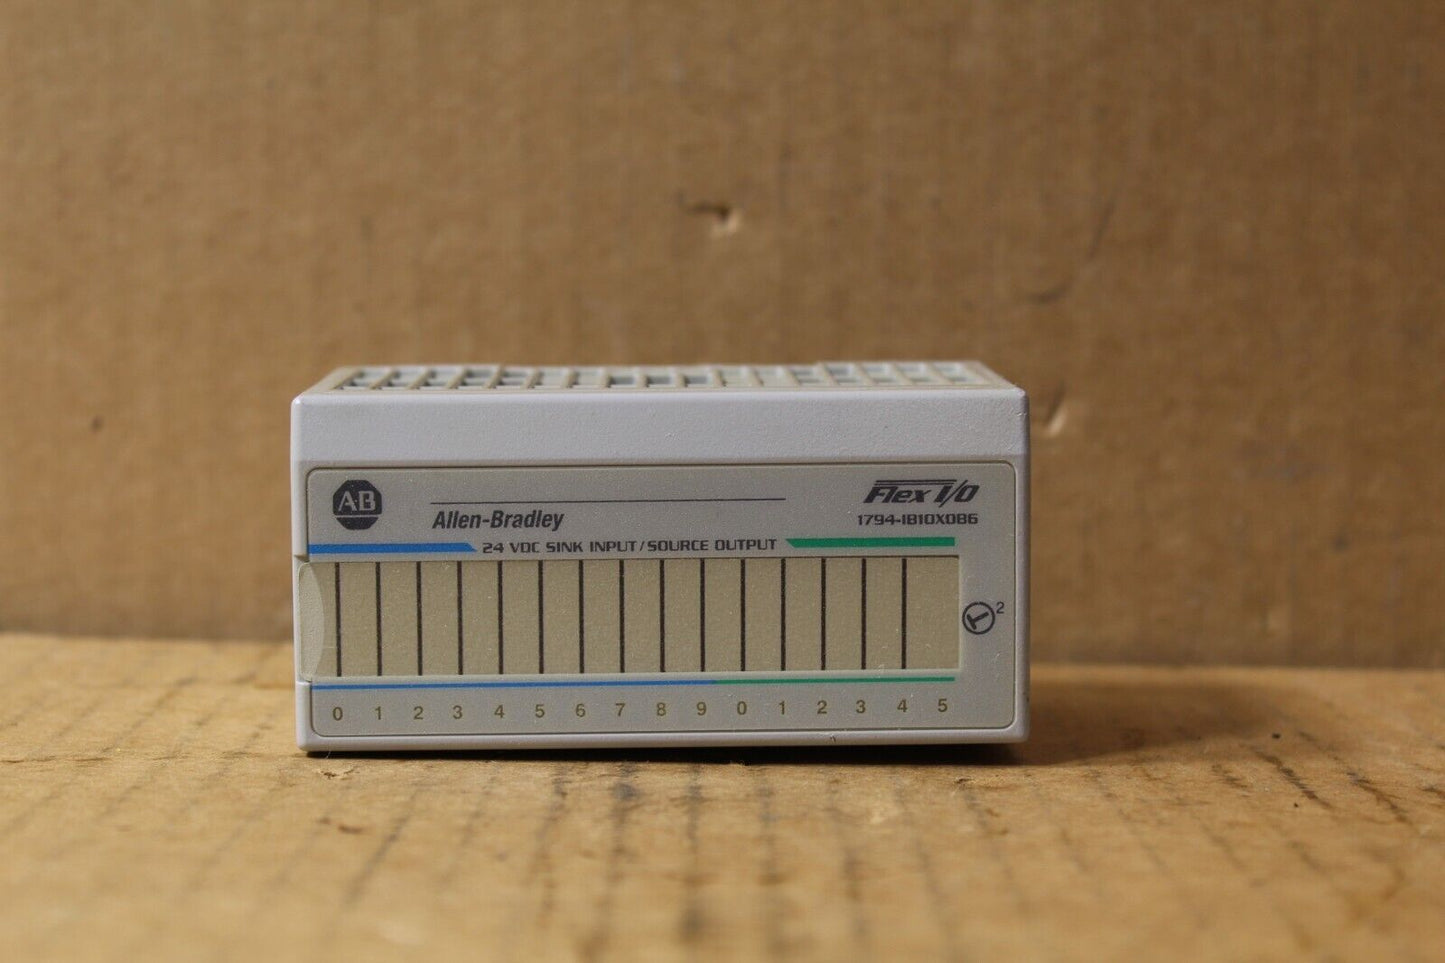 AB
Allen-Bradley
Flex I/O
1794-IB10XOB6
24 VDC SINK INPUT/SOURCE OUTPUT
2
0 1 2 3 4 5 6 7 8 9 0 1 2 3 4 5